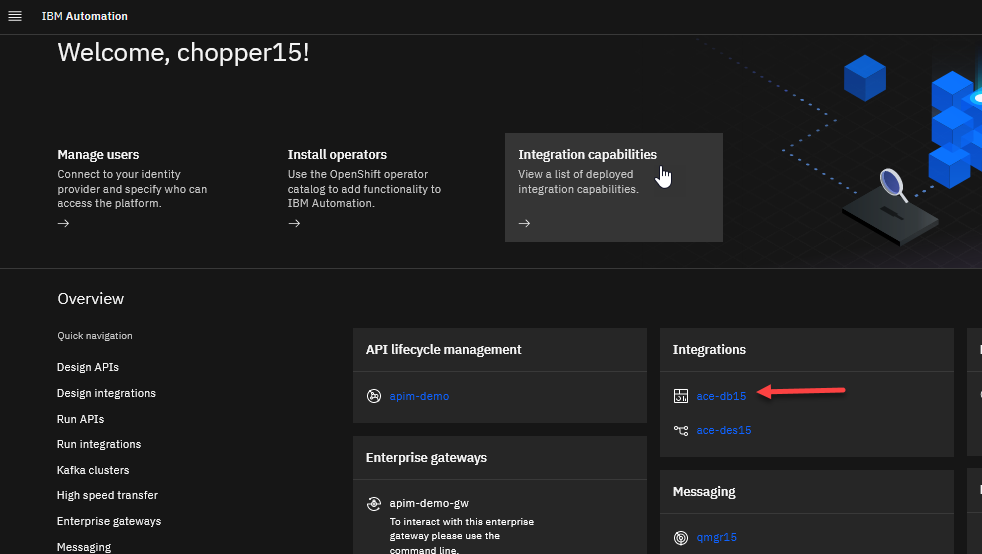 IBM Automation
Welcome, chopper15!
Manage users
Connect to your identity
provider and specify who can
access the platform.
Install operators
Use the OpenShift operator
catalog to add functionality to
IBM Automation.
Integration capabilities
View a list of deployed
integration capabilities.
Overview
Quick navigation
Design APIs
Design integrations
Run APIs
Run integrations
Kafka clusters
High speed transfer
Enterprise gateways
Messaging
API lifecycle management
apim-demo
Enterprise gateways
apim-demo-gw
To interact with this enterprise
gateway please use the
command line.
Integrations
ace-db15
ace-des15
Messaging
qmgr15